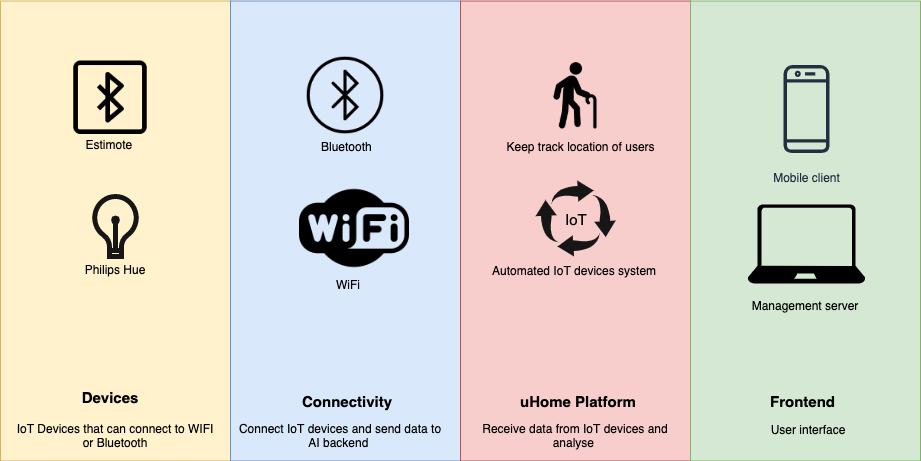 Estimote
Philips Hue
Devices
IoT Devices that can connect to WIFI
or Bluetooth
Bluetooth
WiFi
WiFi
Connectivity
Connect IoT devices and send data to
AI backend
Keep track location of users
IoT
Automated IoT devices system
uHome Platform
Receive data from IoT devices and
analyse
Mobile client
Management server
Frontend
User interface